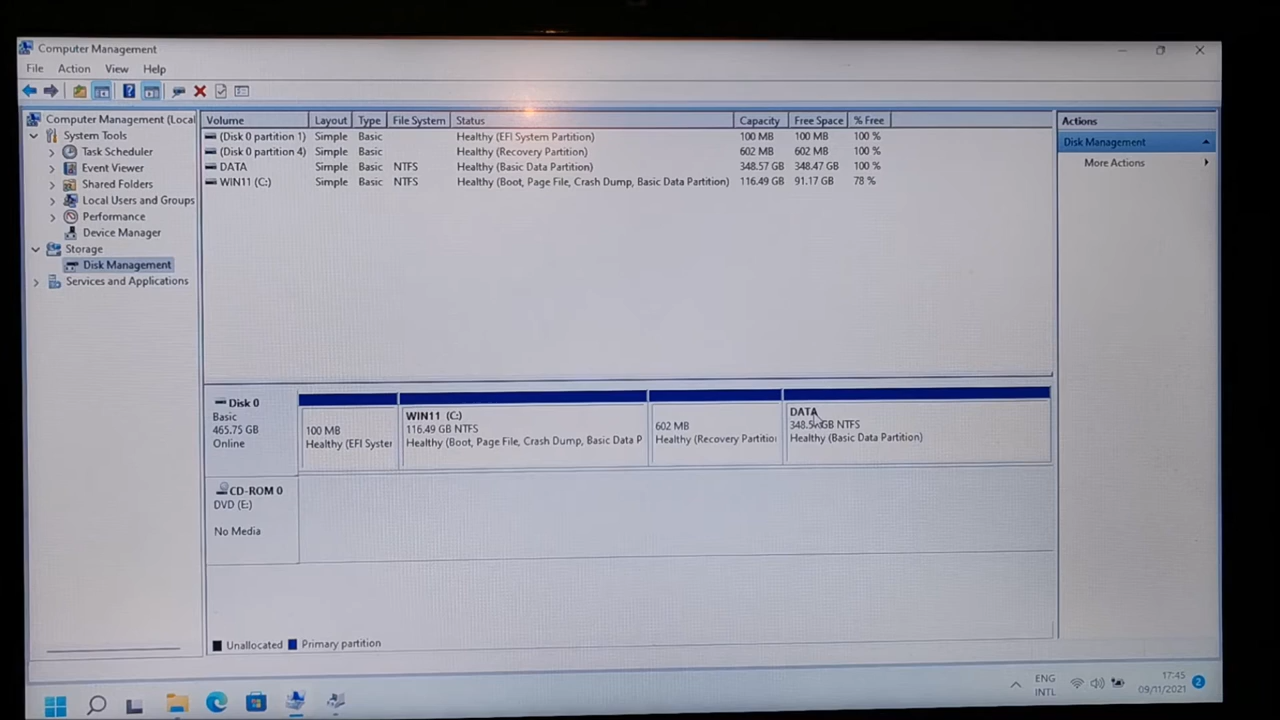 Computer Management
File Action View Help
Computer Management (Local
System Tools
Task Scheduler
Event Viewer
Shared Folders
Local Users and Groups
Performance
Device Manager
Storage
Disk Management
Services and Applications
Volume Layout Type File System Status Capacity Free Space % Free
(Disk 0 partition 1) Simple Basic Healthy (EFI System Partition) 100 MB 100 MB 100 %
(Disk 0 partition 4) Simple Basic Healthy (Recovery Partition) 602 MB 602 MB 100 %
DATA Simple Basic NTFS Healthy (Basic Data Partition) 348.57 GB 348.47 GB 100 %
WIN11 (C:) Simple Basic NTFS Healthy (Boot, Page File, Crash Dump, Basic Data Partition) 116.49 GB 91.17 GB 78 %
Disk 0
Basic
465.75 GB
Online
100 MB
Healthy (EFI Syster
WIN11 (C:)
116.49 GB NTFS
Healthy (Boot, Page File, Crash Dump, Basic Data P
602 MB
Healthy (Recovery Partitio
DATA
GB NTFS
Healthy (Basic Data Partition)
CD-ROM 0
DVD (E:)
No Media
Unallocated Primary partition
Actions
Disk Management
More Actions
ENG
INTL
17:45
09/11/2021
2